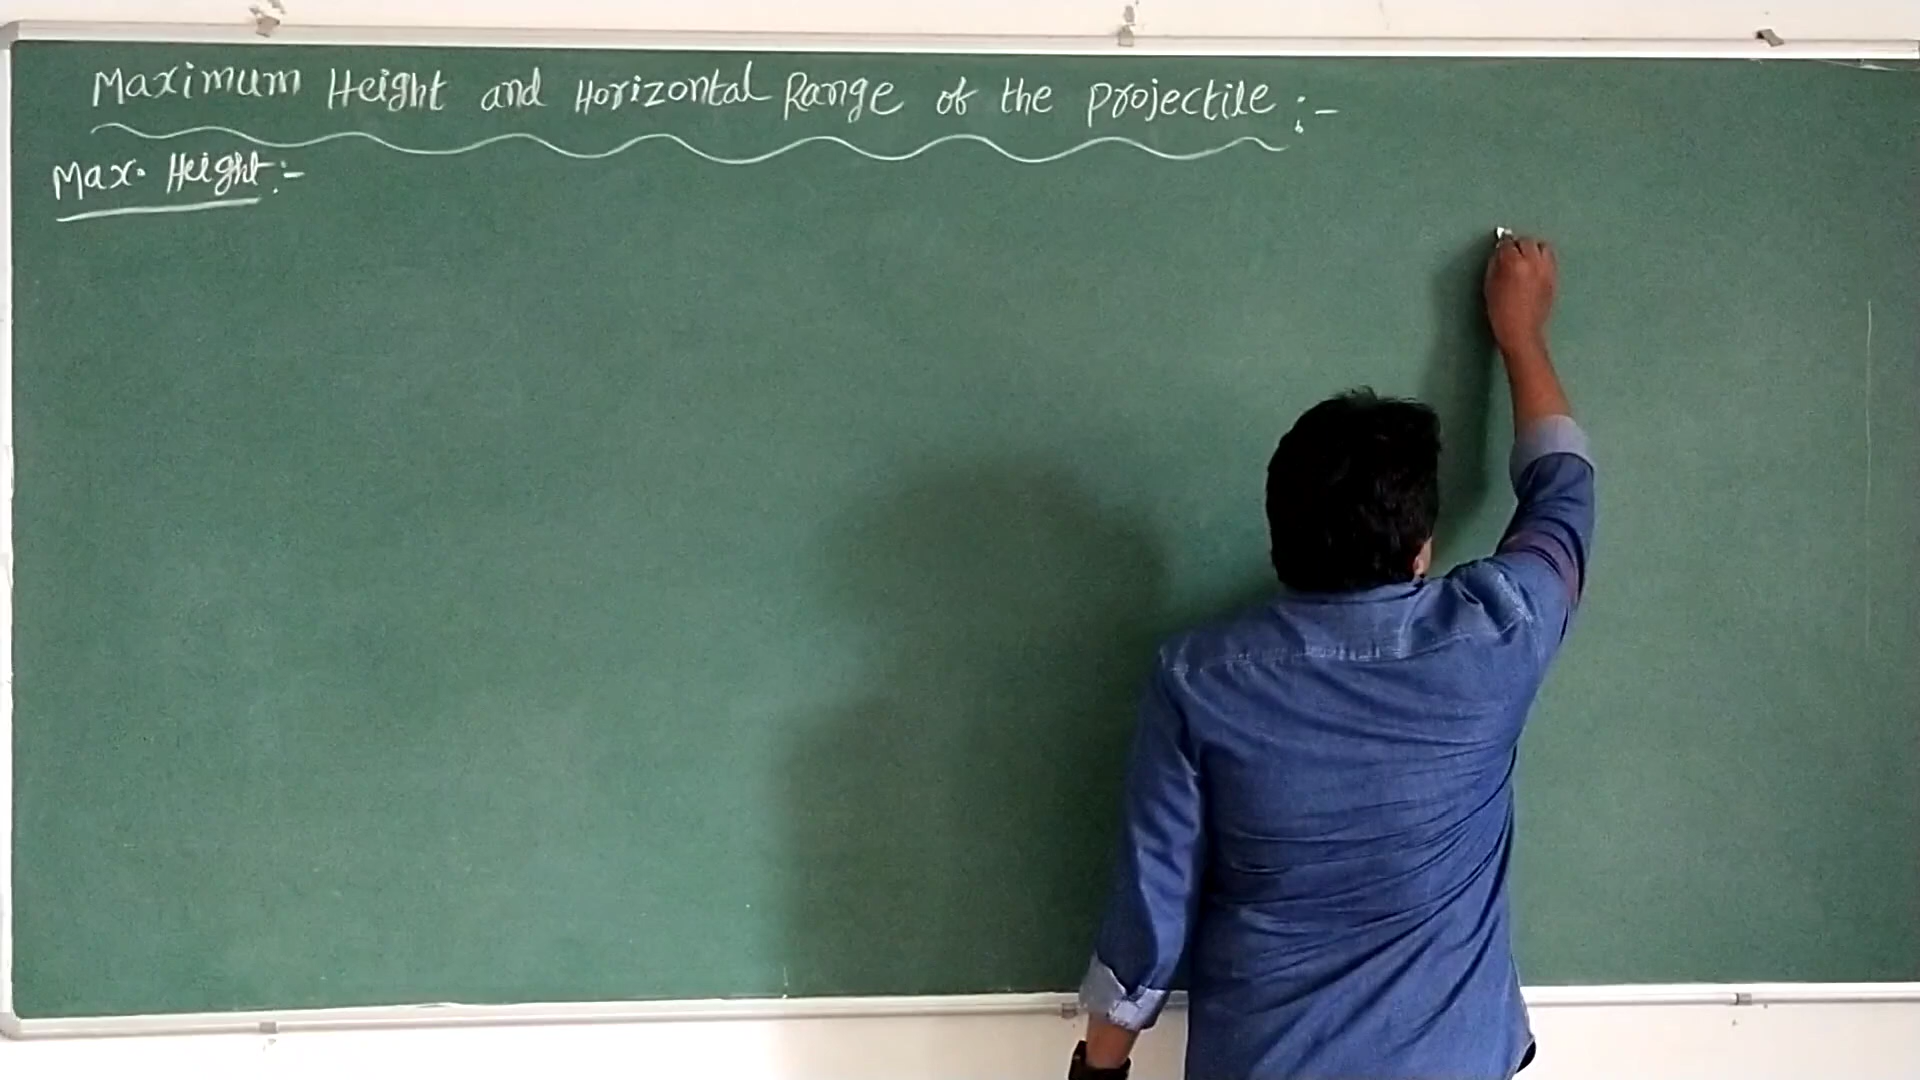 Maximum Height and Horizontal Range of the Projectile :-
Max. Height :-